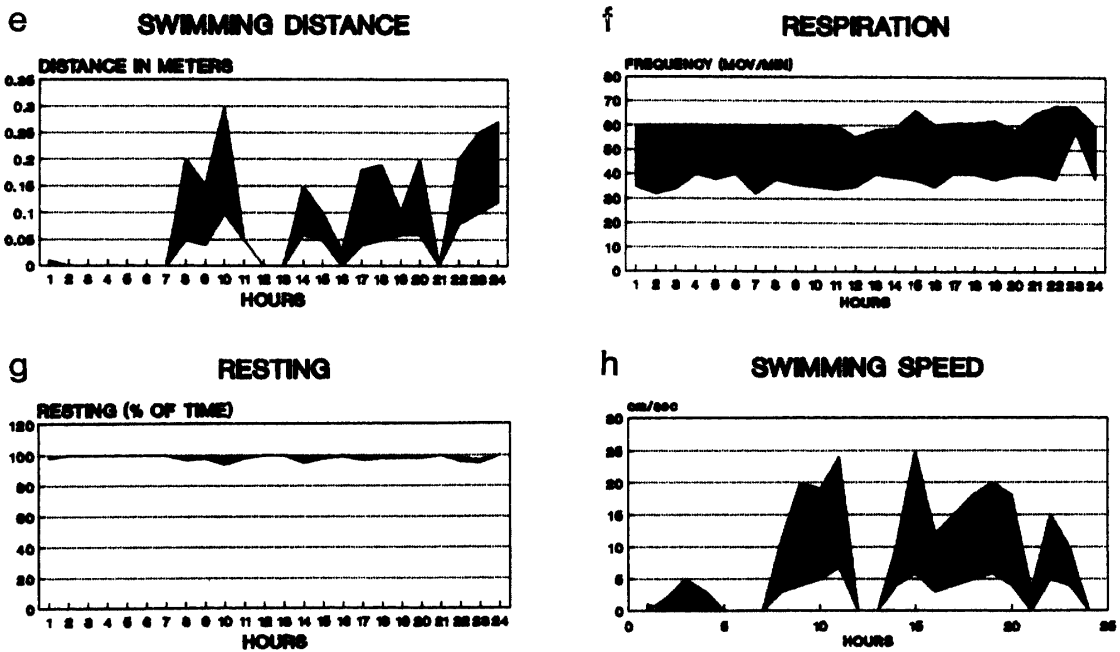 e
SWIMMING DISTANCE
DISTANCE IN METERS
0.35
0.3
0.25
0.2
0.15
0.1
0.05
0
1 2 3 4 5 6 7 8 9 10 11 12 13 14 15 16 17 18 19 20 21 22 23 24
HOURS
f
RESPIRATION
FREQUENCY (MOV/MIN)
80
70
60
50
40
30
20
10
0
1 2 3 4 5 6 7 8 9 10 11 12 13 14 15 16 17 18 19 20 21 22 23 24
HOURS
g
RESTING
RESTING (% OF TIME)
120
100
80
60
40
20
0
1 2 3 4 5 6 7 8 9 10 11 12 13 14 15 16 17 18 19 20 21 22 23 24
HOURS
h
SWIMMING SPEED
cm/sec
30
25
20
15
10
5
0
0 5 10 15 20 25
HOURS